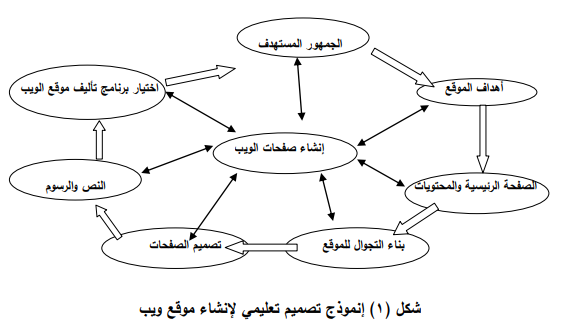 الجمهور المستهدف
أهداف الموقع
اختيار برنامج تأليف موقع الويب
إنشاء صفحات الويب
الصفحة الرئيسية والمحتويات
النص والرسوم
بناء التجوال للموقع
تصميم الصفحات
شكل (١) إنموذج تصميم تعليمي لإنشاء موقع ويب